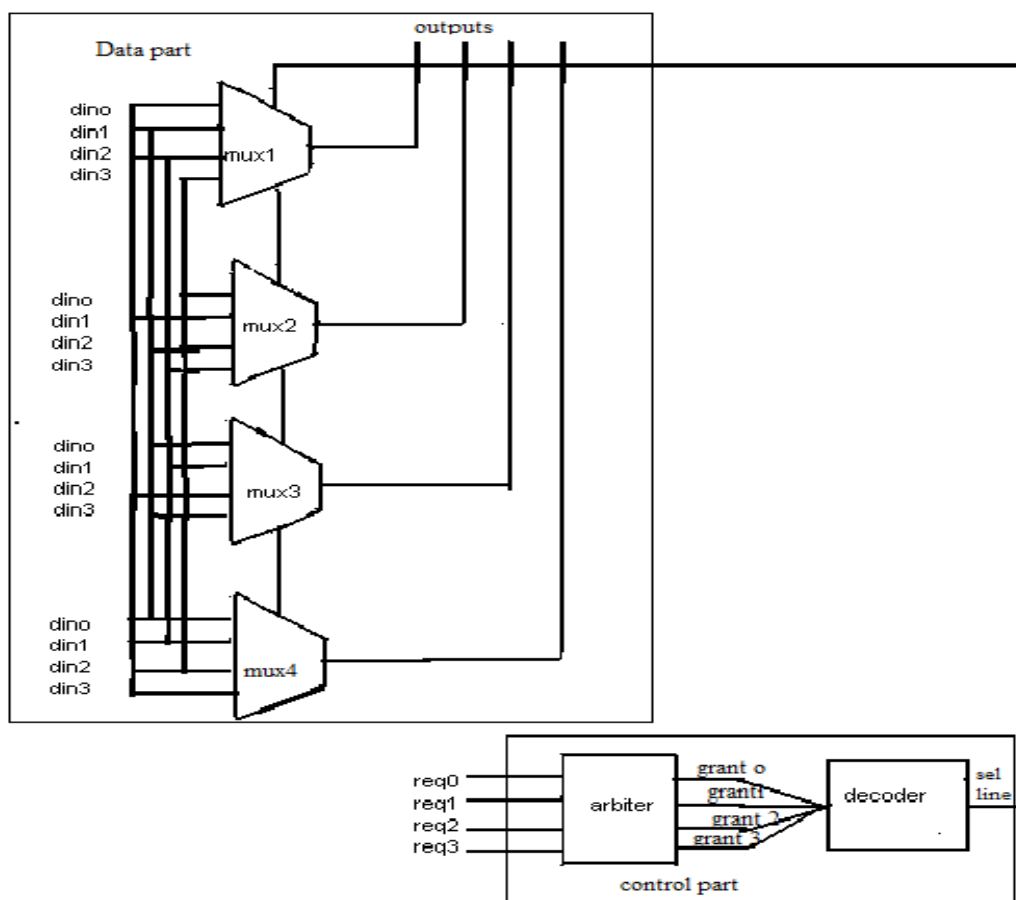 outputs
Data part
dino
din1
din2
din3
mux1
dino
din1
din2
din3
mux2
dino
din1
din2
din3
mux3
dino
din1
din2
din3
mux4
req0
req1
req2
req3
arbiter
grant o
grant1
grant 2
grant 3
decoder
sel
line
control part